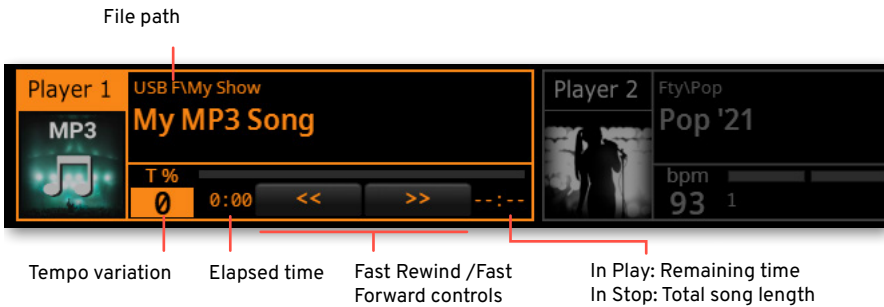 File path
Player 1
USB F\My Show
My MP3 Song
MP3
T %
0
0:00
<<
>>
--:--
Player 2
Fty\Pop
Pop '21
bpm
93
1
Tempo variation
Elapsed time
Fast Rewind /Fast
Forward controls
In Play: Remaining time
In Stop: Total song length